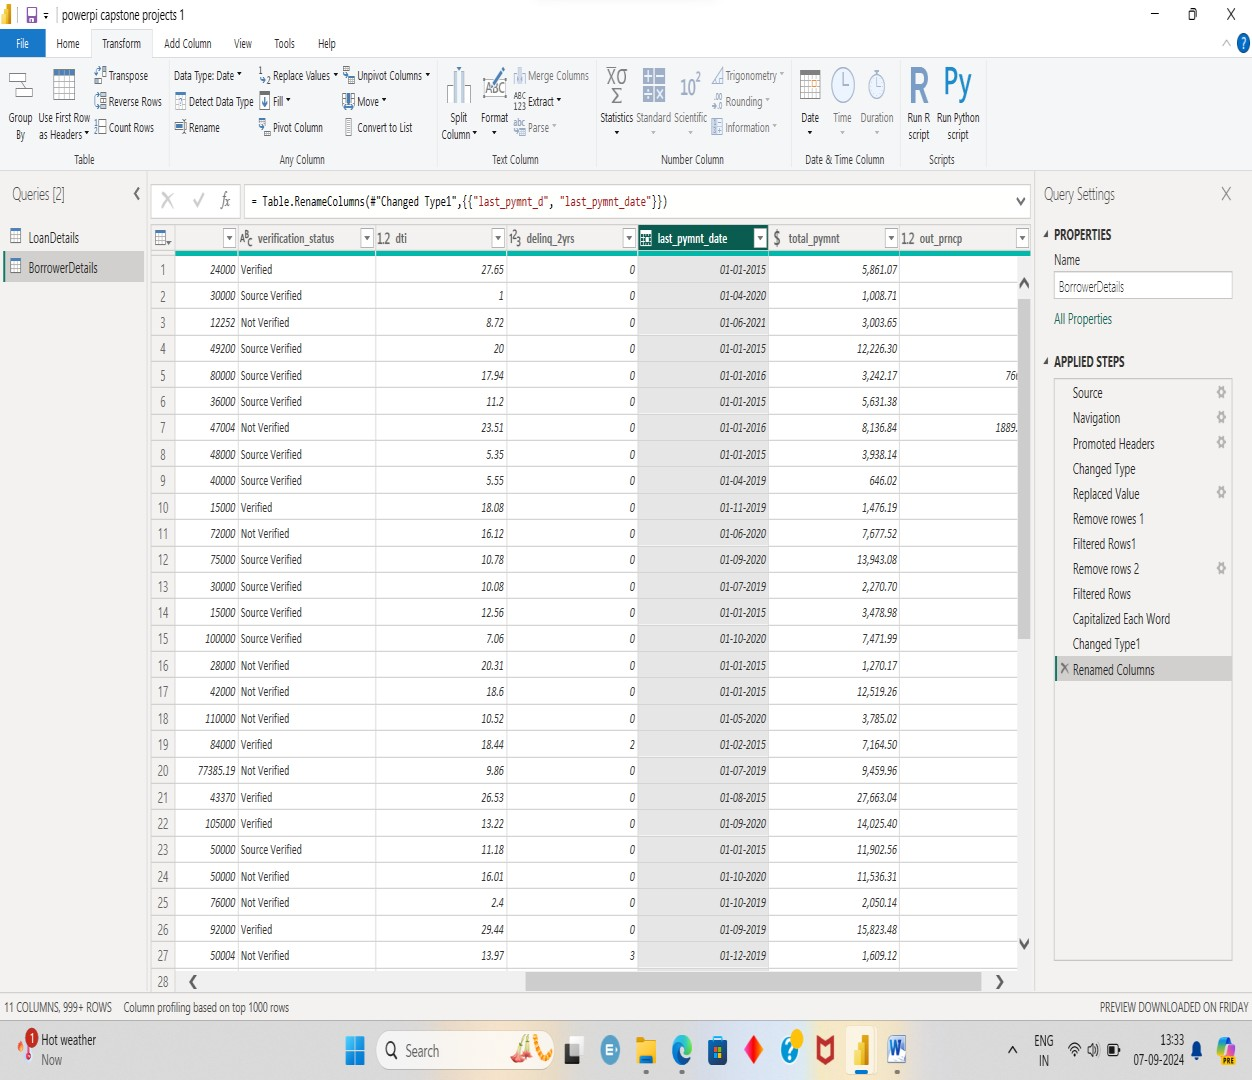 powerpi capstone projects 1
File Home Transform Add Column View Tools Help
Group By
Use First Row as Headers
Transpose
Reverse Rows
Count Rows
Table
Data Type: Date
Detect Data Type
Rename
Replace Values
Fill
Pivot Column
Unpivot Columns
Move
Convert to List
Any Column
Split Column
Format
Merge Columns
Extract
Parse
Text Column
Statistics
Standard
Scientific
Trigonometry
Rounding
Information
Number Column
Date
Time
Duration
Date & Time Column
Run R script
Run Python script
Scripts
Queries [2]
LoanDetails
BorrowerDetails
fx = Table.RenameColumns(#"Changed Type1",{{"last_pymnt_d", "last_pymnt_date"}})
verification_status 1.2 dti 123 delinq_2yrs last_pymnt_date $ total_pymnt 1.2 out_prncp
1 24000 Verified 27.65 0 01-01-2015 5,861.07
2 30000 Source Verified 1 0 01-04-2020 1,008.71
3 12252 Not Verified 8.72 0 01-06-2021 3,003.65
4 49200 Source Verified 20 0 01-01-2015 12,226.30
5 80000 Source Verified 17.94 0 01-01-2016 3,242.17
6 36000 Source Verified 11.2 0 01-01-2015 5,631.38
7 47004 Not Verified 23.51 0 01-01-2016 8,136.84 1889.
8 48000 Source Verified 5.35 0 01-01-2015 3,938.14
9 40000 Source Verified 5.55 0 01-04-2019 646.02
10 15000 Verified 18.08 0 01-11-2019 1,476.19
11 72000 Not Verified 16.12 0 01-06-2020 7,677.52
12 75000 Source Verified 10.78 0 01-09-2020 13,943.08
13 30000 Source Verified 10.08 0 01-07-2019 2,270.70
14 15000 Source Verified 12.56 0 01-01-2015 3,478.98
15 100000 Source Verified 7.06 0 01-10-2020 7,471.99
16 28000 Not Verified 20.31 0 01-01-2015 1,270.17
17 42000 Not Verified 18.6 0 01-01-2015 12,519.26
18 110000 Not Verified 10.52 0 01-05-2020 3,785.02
19 84000 Verified 18.44 2 01-02-2015 7,164.50
20 77385.19 Not Verified 9.86 0 01-07-2019 9,459.96
21 43370 Verified 26.53 0 01-08-2015 27,663.04
22 105000 Verified 13.22 0 01-09-2020 14,025.40
23 50000 Source Verified 11.18 0 01-01-2015 11,902.56
24 50000 Not Verified 16.01 0 01-10-2020 11,536.31
25 76000 Not Verified 2.4 0 01-10-2019 2,050.14
26 92000 Verified 29.44 0 01-09-2019 15,823.48
27 50004 Not Verified 13.97 3 01-12-2019 1,609.12
28
Query Settings
PROPERTIES
Name
BorrowerDetails
All Properties
APPLIED STEPS
Source
Navigation
Promoted Headers
Changed Type
Replaced Value
Remove rowes 1
Filtered Rows1
Remove rows 2
Filtered Rows
Capitalized Each Word
Changed Type1
Renamed Columns
11 COLUMNS, 999+ ROWS Column profiling based on top 1000 rows
PREVIEW DOWNLOADED ON FRIDAY
1 Hot weather
Now
Search
ENG
IN
13:33
07-09-2024